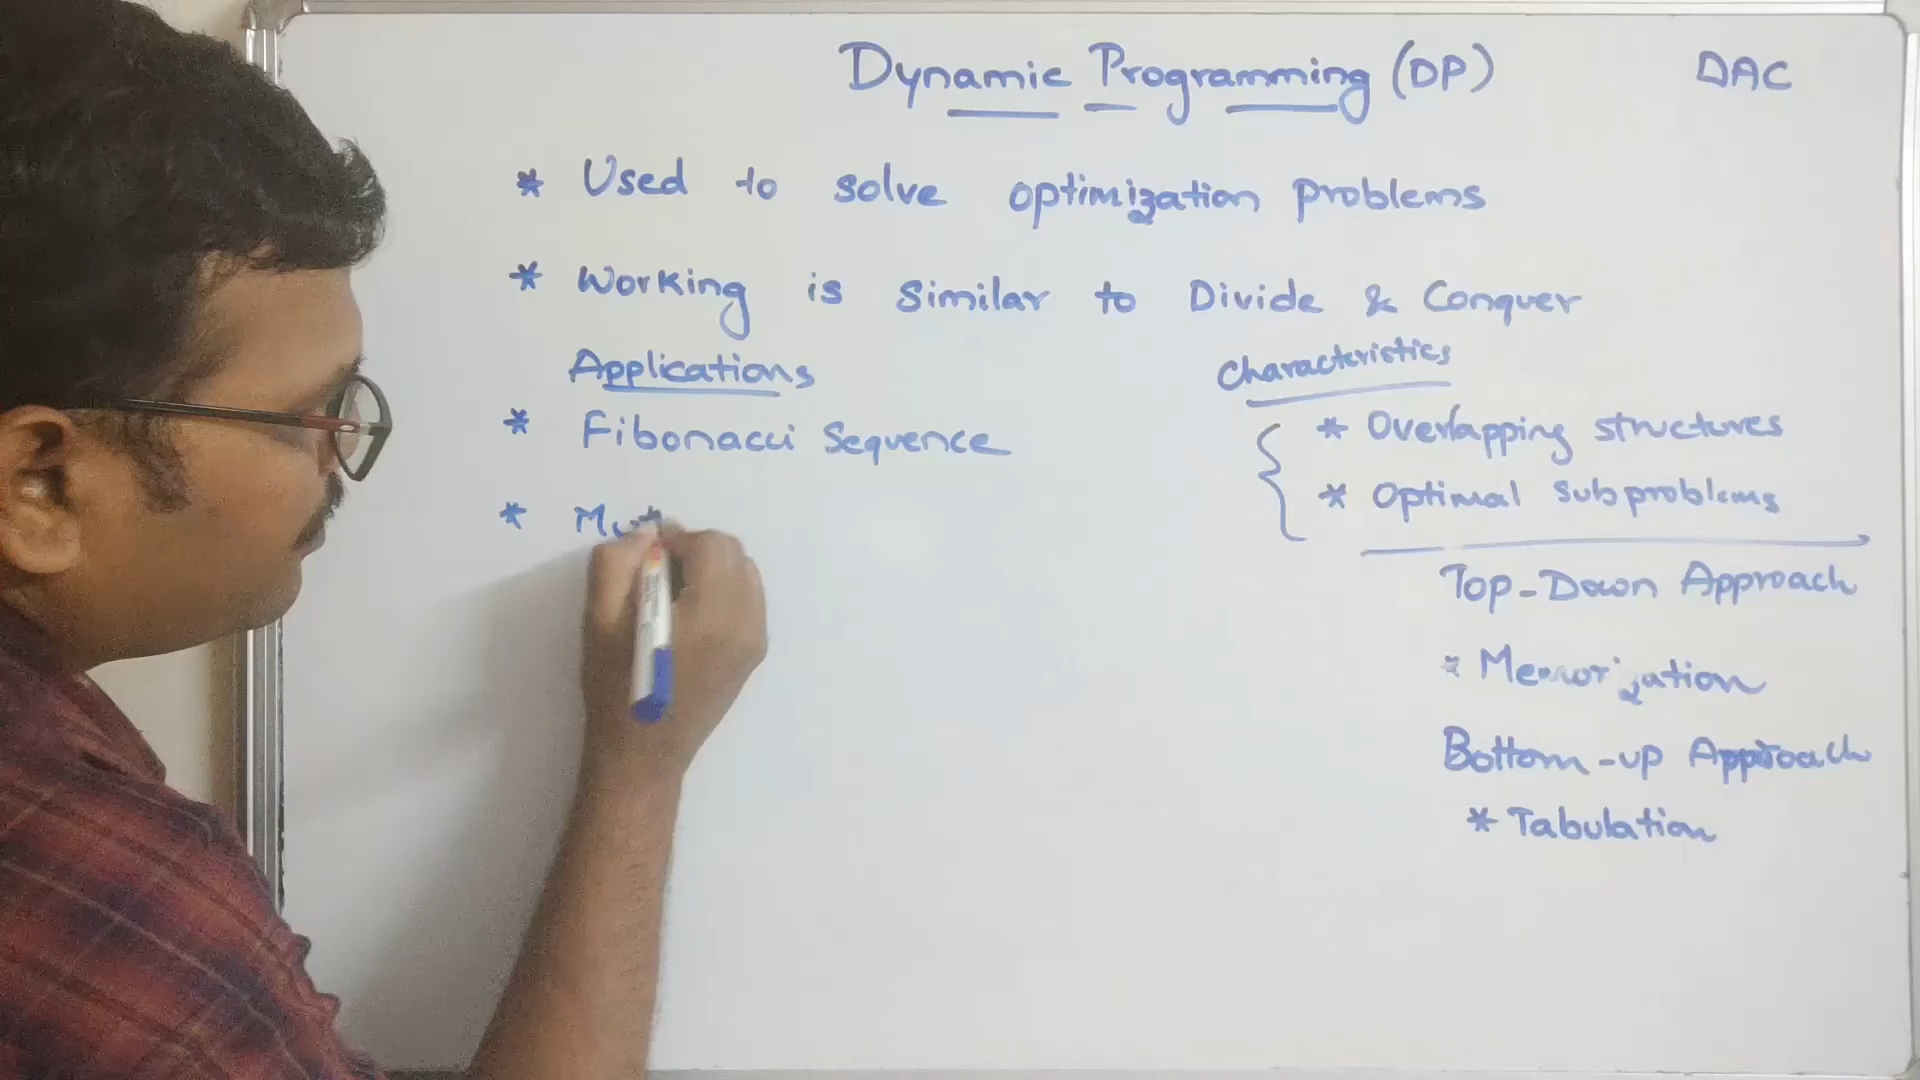 Dynamic Programming (DP)
DAC
* Used to solve optimization problems
* Working is similar to Divide & Conquer
Applications
* Fibonacci Sequence
*
Characteristics
* Overlapping structures
* Optimal subproblems
Top-Down Approach
* Memorization
Bottom-up Approach
* Tabulation